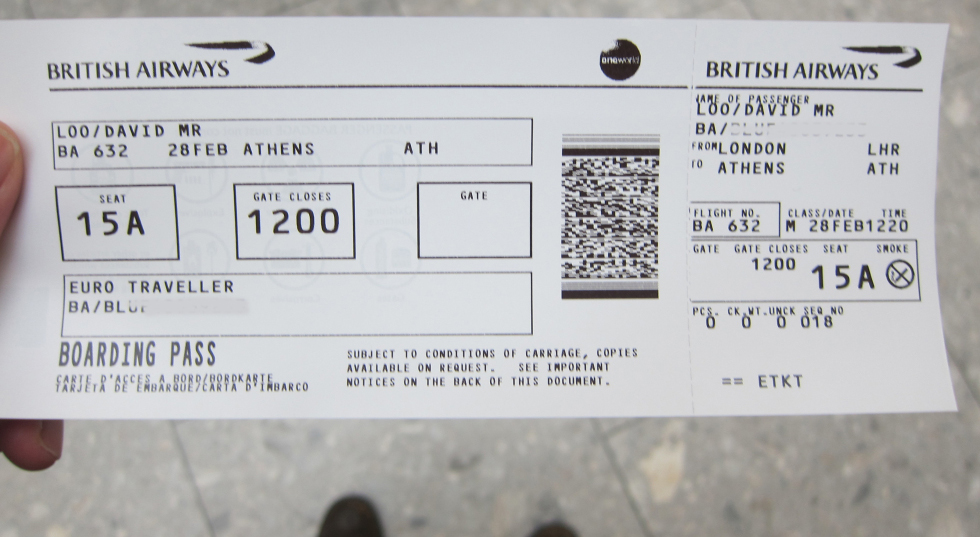 BRITISH AIRWAYS
oneworld
LOO/DAVID MR
BA 632 28FEB ATHENS ATH
SEAT
15A
GATE CLOSES
1200
GATE
EURO TRAVELLER
BA/BLUE
BOARDING PASS
CARTE D'ACCES A BORD/BORDKARTE
TARJETA DE EMBARQUE/CARTA D'IMBARCO
SUBJECT TO CONDITIONS OF CARRIAGE, COPIES
AVAILABLE ON REQUEST. SEE IMPORTANT
NOTICES ON THE BACK OF THIS DOCUMENT.
BRITISH AIRWAYS
NAME OF PASSENGER
LOO/DAVID MR
BA/BLUE
FROM LONDON LHR
TO ATHENS ATH
FLIGHT NO. CLASS/DATE TIME
BA 632 M 28FEB1220
GATE GATE CLOSES SEAT SMOKE
1200 15A
PCS. CK.WT.UNCK SEQ NO
0 0 0 018
== ETKT